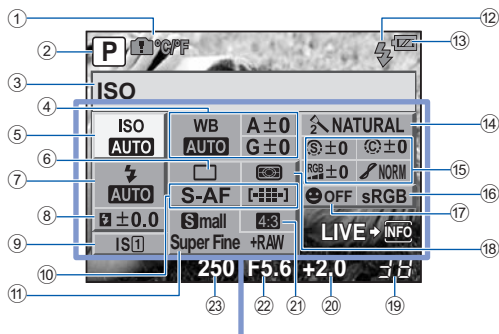 ① ⑫
② P °C/°F ⑬
③ ISO
④
⑤ ISO WB A±0 NATURAL ⑭
AUTO AUTO G±0 S:±0 C:±0
⑥ RGB±0 NORM ⑮
⑦ AUTO S-AF OFF sRGB ⑯
⑰
⑧ ±0.0 Small 4:3 LIVE INFO ⑱
⑨ IS1 Super Fine +RAW
⑩ 250 F5.6 +2.0 38 ⑲
⑪ ㉓ ㉒ ㉑ ⑳